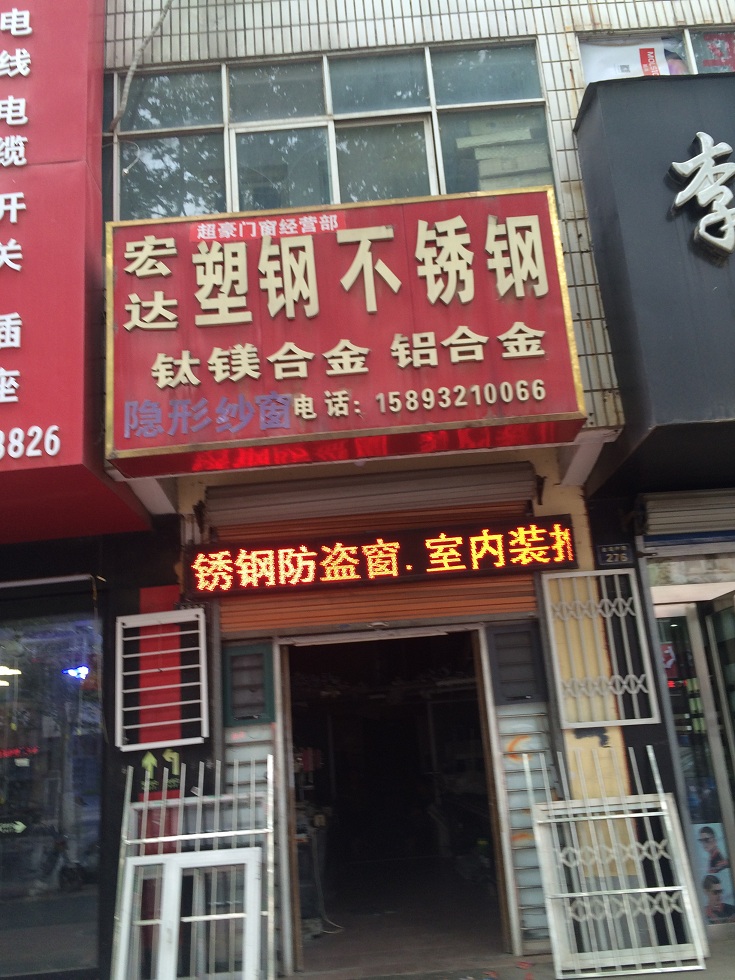 电线电缆
开关
插座
3826
超豪门窗经营部
宏达
塑钢不锈钢
钛镁合金 铝合金
隐形纱窗
电话：15893210066
锈钢防盗窗.室内装
李
276